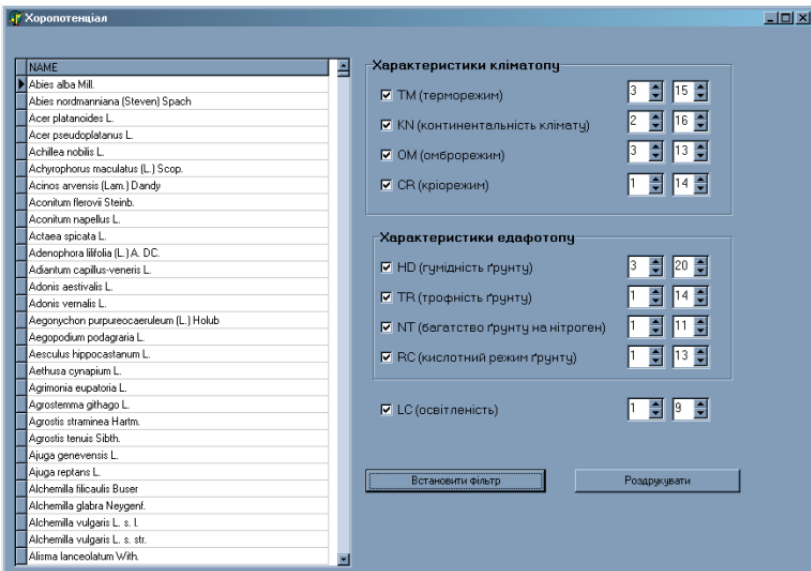 Хоропотенціал
NAME
Abies alba Mill.
Abies nordmanniana (Steven) Spach
Acer platanoides L.
Acer pseudoplatanus L.
Achillea nobilis L.
Achyrophorus maculatus (L.) Scop.
Acinos arvensis (Lam.) Dandy
Aconitum flerovii Steinb.
Aconitum napellus L.
Actaea spicata L.
Adenophora lilifolia (L.) A. DC.
Adiantum capillus-veneris L.
Adonis aestivalis L.
Adonis vernalis L.
Aegonychon purpureocaeruleum (L.) Holub
Aegopodium podagraria L.
Aesculus hippocastanum L.
Aethusa cynapium L.
Agrimonia eupatoria L.
Agrostemma githago L.
Agrostis straminea Hartm.
Agrostis tenuis Sibth.
Ajuga genevensis L.
Ajuga reptans L.
Alchemilla filicaulis Buser
Alchemilla glabra Neygenf.
Alchemilla vulgaris L. s. l.
Alchemilla vulgaris L. s. str.
Alisma lanceolatum With.
Характеристики кліматопу
TM (терморежим) 3 15
KN (континентальність клімату) 2 16
OM (омброрежим) 3 13
CR (кріорежим) 1 14
Характеристики едафотопу
HD (гумідність ґрунту) 3 20
TR (трофність ґрунту) 1 14
NT (багатство ґрунту на нітроген) 1 11
RC (кислотний режим ґрунту) 1 13
LC (освітленість) 1 9
Встановити фільтр
Роздрукувати